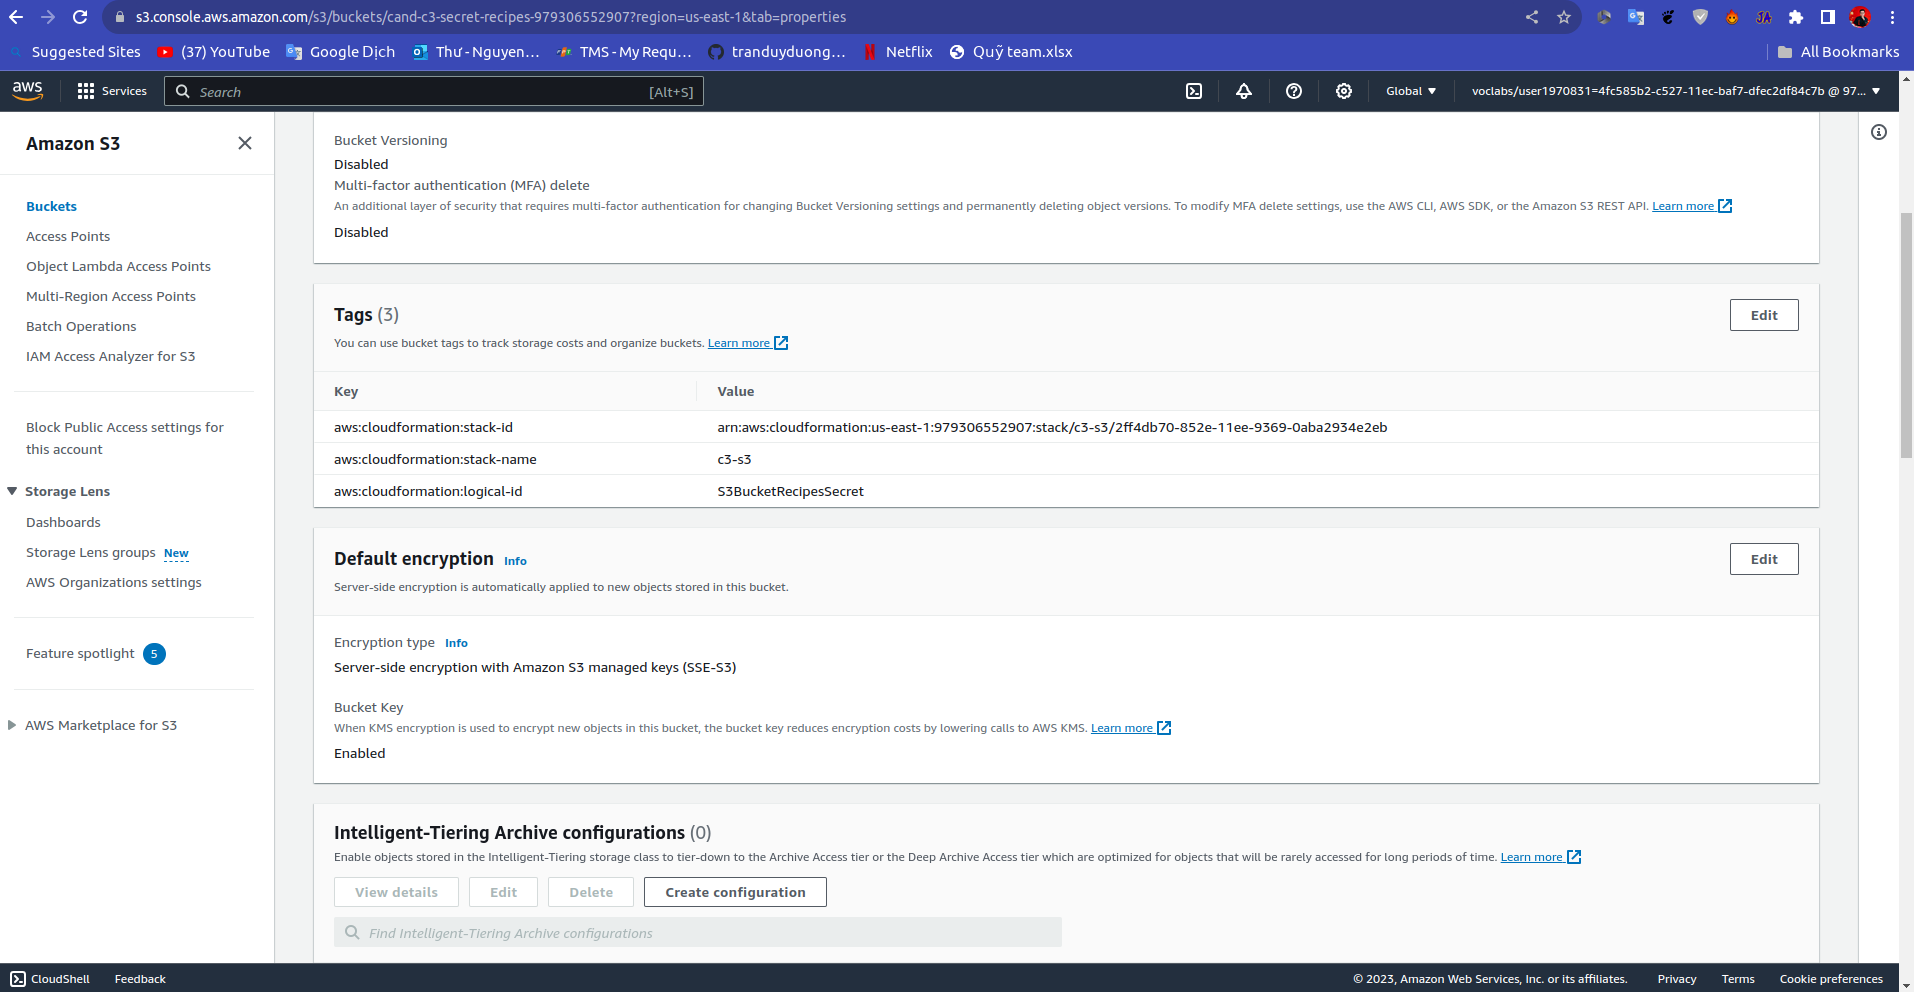 s3.console.aws.amazon.com/s3/buckets/cand-c3-secret-recipes-979306552907?region=us-east-1&tab=properties
Suggested Sites
(37) YouTube
Google Dịch
Thư - Nguyen...
TMS - My Requ...
tranduyduong...
Netflix
Quỹ team.xlsx
All Bookmarks
aws
Services
Search
[Alt+S]
Global
voclabs/user1970831=4fc585b2-c527-11ec-baf7-dfec2df84c7b @ 97...
Amazon S3
Buckets
Access Points
Object Lambda Access Points
Multi-Region Access Points
Batch Operations
IAM Access Analyzer for S3
Block Public Access settings for
this account
Storage Lens
Dashboards
Storage Lens groups New
AWS Organizations settings
Feature spotlight 5
AWS Marketplace for S3
Bucket Versioning
Disabled
Multi-factor authentication (MFA) delete
An additional layer of security that requires multi-factor authentication for changing Bucket Versioning settings and permanently deleting object versions. To modify MFA delete settings, use the AWS CLI, AWS SDK, or the Amazon S3 REST API. Learn more
Disabled
Tags (3)
Edit
You can use bucket tags to track storage costs and organize buckets. Learn more
Key
Value
aws:cloudformation:stack-id
arn:aws:cloudformation:us-east-1:979306552907:stack/c3-s3/2ff4db70-852e-11ee-9369-0aba2934e2eb
aws:cloudformation:stack-name
c3-s3
aws:cloudformation:logical-id
S3BucketRecipesSecret
Default encryption Info
Edit
Server-side encryption is automatically applied to new objects stored in this bucket.
Encryption type Info
Server-side encryption with Amazon S3 managed keys (SSE-S3)
Bucket Key
When KMS encryption is used to encrypt new objects in this bucket, the bucket key reduces encryption costs by lowering calls to AWS KMS. Learn more
Enabled
Intelligent-Tiering Archive configurations (0)
Enable objects stored in the Intelligent-Tiering storage class to tier-down to the Archive Access tier or the Deep Archive Access tier which are optimized for objects that will be rarely accessed for long periods of time. Learn more
View details
Edit
Delete
Create configuration
Find Intelligent-Tiering Archive configurations
CloudShell
Feedback
© 2023, Amazon Web Services, Inc. or its affiliates.
Privacy
Terms
Cookie preferences